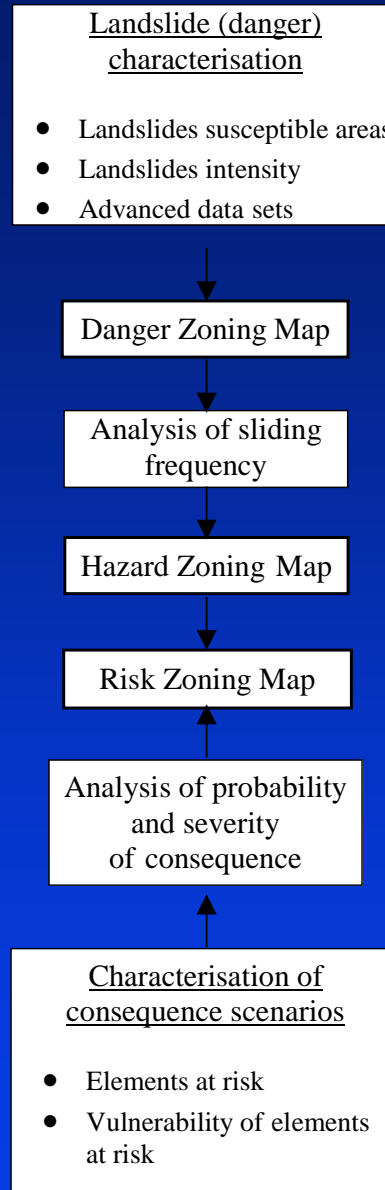 Landslide (danger)
characterisation
• Landslides susceptible areas
• Landslides intensity
• Advanced data sets
Danger Zoning Map
Analysis of sliding
frequency
Hazard Zoning Map
Risk Zoning Map
Analysis of probability
and severity
of consequence
Characterisation of
consequence scenarios
• Elements at risk
• Vulnerability of elements
at risk